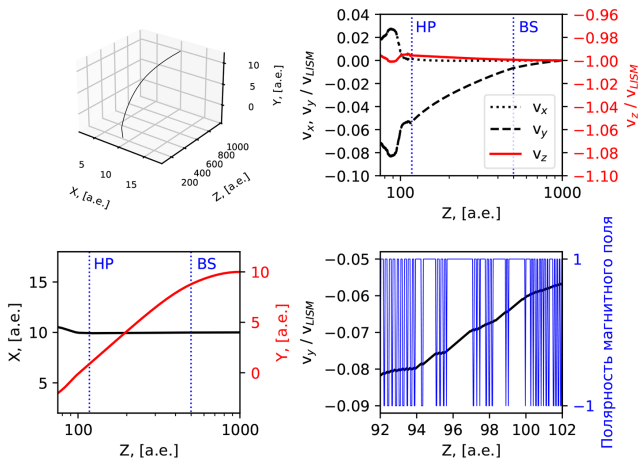 10
5
0
Y, [a.e.]
5
10
15
X, [a.e.]
200
400
600
800
1000
Z, [a.e.]
0.04
0.02
0.00
−0.02
−0.04
−0.06
−0.08
−0.10
v_x, v_y / v_LISM
HP
BS
v_x
v_y
v_z
−0.96
−0.98
−1.00
−1.02
−1.04
−1.06
−1.08
−1.10
v_z / v_LISM
100
1000
Z, [a.e.]
15
10
5
X, [a.e.]
HP
BS
10
5
0
Y, [a.e.]
100
1000
Z, [a.e.]
−0.05
−0.06
−0.07
−0.08
−0.09
v_y / v_LISM
1
−1
Полярность магнитного поля
92
94
96
98
100
102
Z, [a.e.]